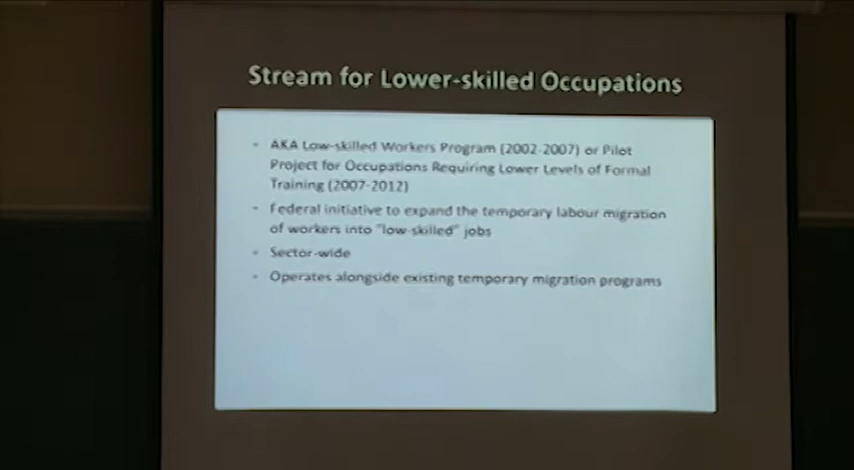 Stream for Lower-skilled Occupations
- AKA Low-skilled Workers Program (2002-2007) or Pilot
Project for Occupations Requiring Lower Levels of Formal
Training (2007-2012)
- Federal initiative to expand the temporary labour migration
of workers into "low-skilled" jobs
- Sector-wide
- Operates alongside existing temporary migration programs